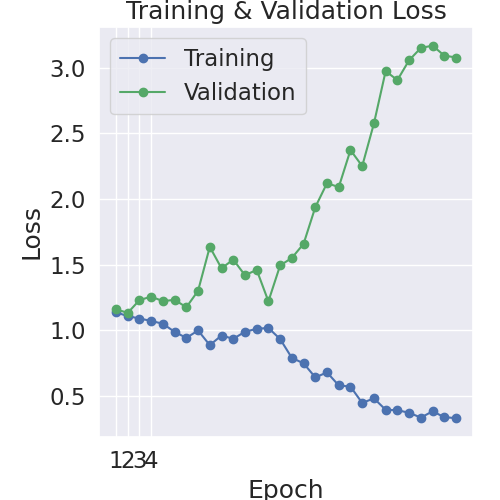 Training & Validation Loss
Training
Validation
3.0
2.5
2.0
1.5
1.0
0.5
Loss
1234
Epoch